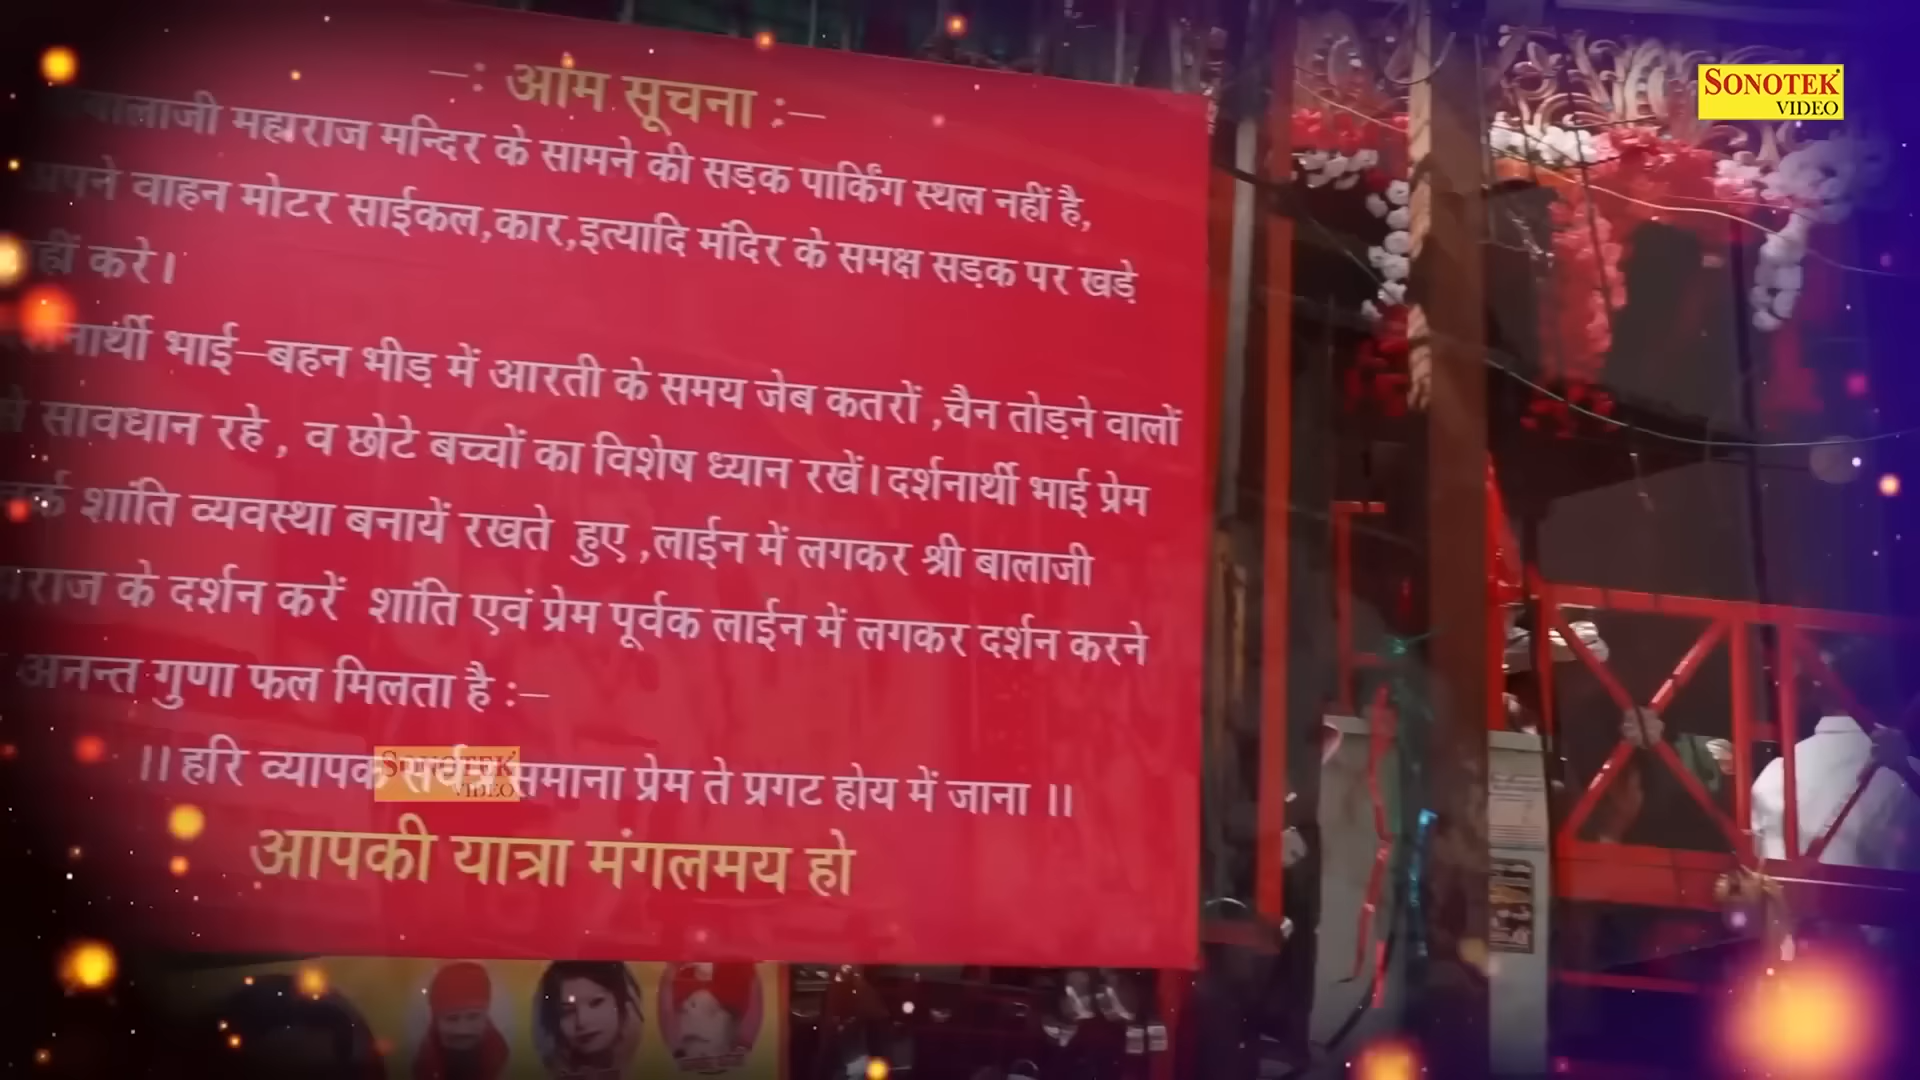 —: आम सूचना :—
बालाजी महाराज मन्दिर के सामने की सड़क पार्किंग स्थल नहीं है,
अपने वाहन मोटर साईकल,कार,इत्यादि मंदिर के समक्ष सड़क पर खड़े
करे।
भाई—बहन भीड़ में आरती के समय जेब कतरों ,चैन तोड़ने वालों
से सावधान रहे , व छोटे बच्चों का विशेष ध्यान रखें।दर्शनार्थी भाई प्रेम
शांति व्यवस्था बनायें रखते हुए ,लाईन में लगकर श्री बालाजी
के दर्शन करें शांति एवं प्रेम पूर्वक लाईन में लगकर दर्शन करने
अनन्त गुणा फल मिलता है :—
।। हरि व्यापक समाना प्रेम ते प्रगट होय में जाना ।।
आपकी यात्रा मंगलमय हो
SONOTEK
VIDEO
SONOTEK
VIDEO